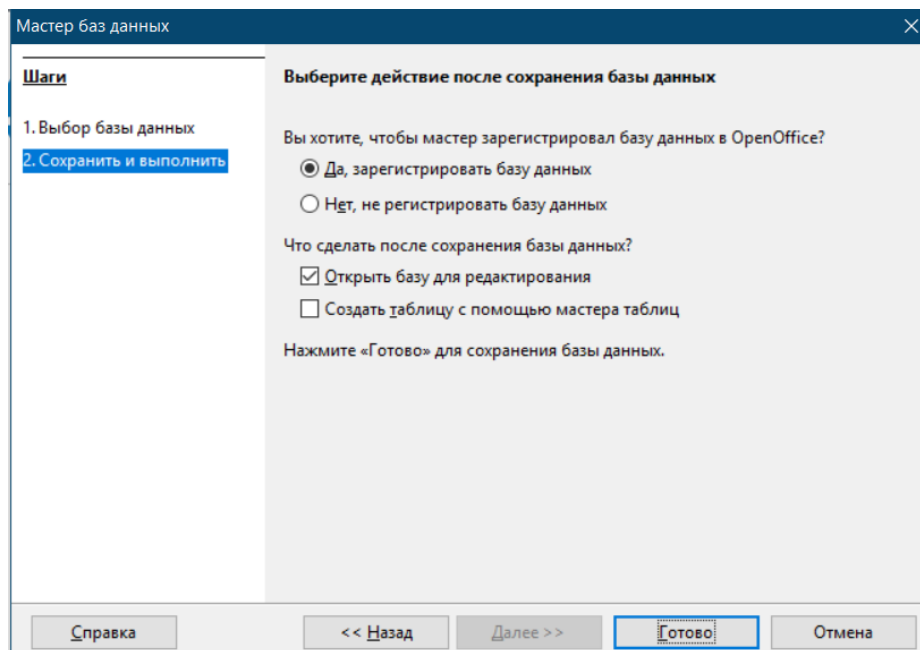 Мастер баз данных
Шаги
1. Выбор базы данных
2. Сохранить и выполнить
Выберите действие после сохранения базы данных
Вы хотите, чтобы мастер зарегистрировал базу данных в OpenOffice?
Да, зарегистрировать базу данных
Нет, не регистрировать базу данных
Что сделать после сохранения базы данных?
Открыть базу для редактирования
Создать таблицу с помощью мастера таблиц
Нажмите «Готово» для сохранения базы данных.
Справка
<< Назад
Далее >>
Готово
Отмена